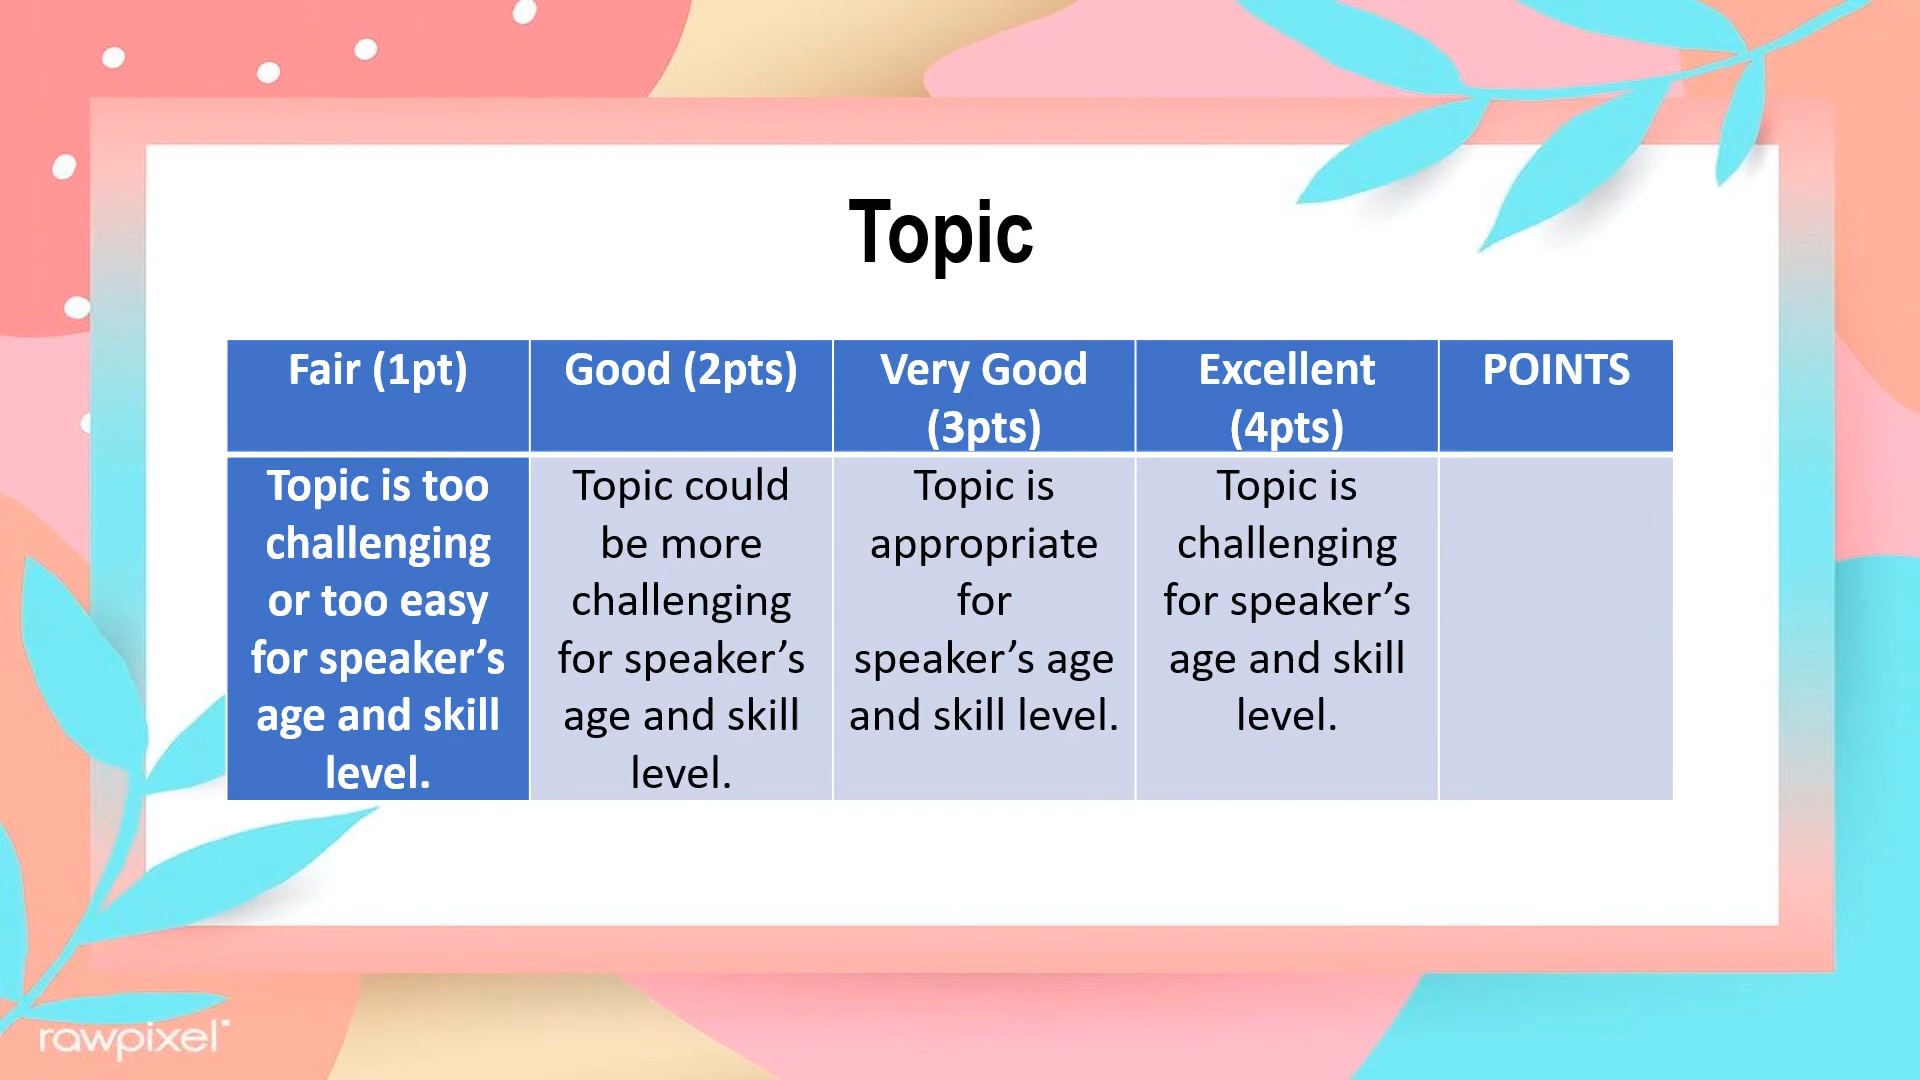 Topic
Fair (1pt)
Good (2pts)
Very Good
(3pts)
Excellent
(4pts)
POINTS
Topic is too
challenging
or too easy
for speaker’s
age and skill
level.
Topic could
be more
challenging
for speaker’s
age and skill
level.
Topic is
appropriate
for
speaker’s age
and skill level.
Topic is
challenging
for speaker’s
age and skill
level.
rawpixel